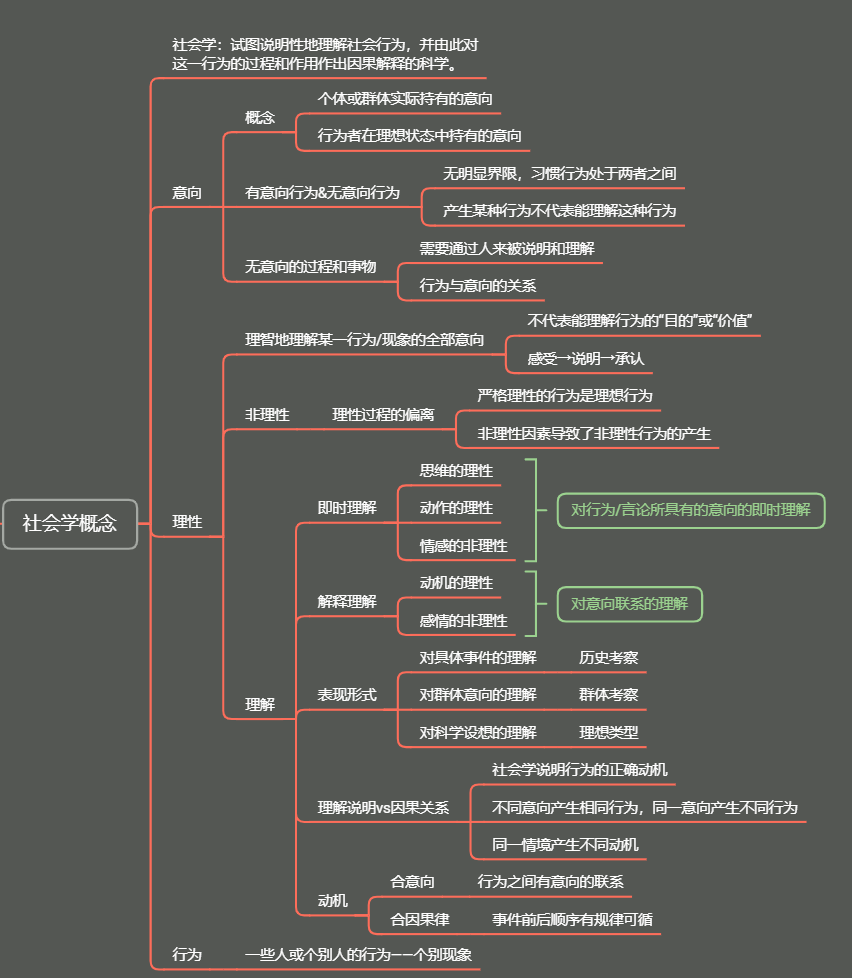 社会学：试图说明性地理解社会行为，并由此对
这一行为的过程和作用作出因果解释的科学。
个体或群体实际持有的意向
概念
行为者在理想状态中持有的意向
无明显界限，习惯行为处于两者之间
意向
有意向行为&无意向行为
产生某种行为不代表能理解这种行为
需要通过人来被说明和理解
无意向的过程和事物
行为与意向的关系
不代表能理解行为的“目的”或“价值”
理智地理解某一行为/现象的全部意向
感受→说明→承认
严格理性的行为是理想行为
非理性
理性过程的偏离
非理性因素导致了非理性行为的产生
思维的理性
即时理解
动作的理性
对行为/言论所具有的意向的即时理解
社会学概念
理性
情感的非理性
动机的理性
解释理解
对意向联系的理解
感情的非理性
对具体事件的理解
历史考察
理解
表现形式
对群体意向的理解
群体考察
对科学设想的理解
理想类型
社会学说明行为的正确动机
理解说明vs因果关系
不同意向产生相同行为，同一意向产生不同行为
同一情境产生不同动机
合意向
行为之间有意向的联系
动机
合因果律
事件前后顺序有规律可循
行为
一些人或个别人的行为——个别现象